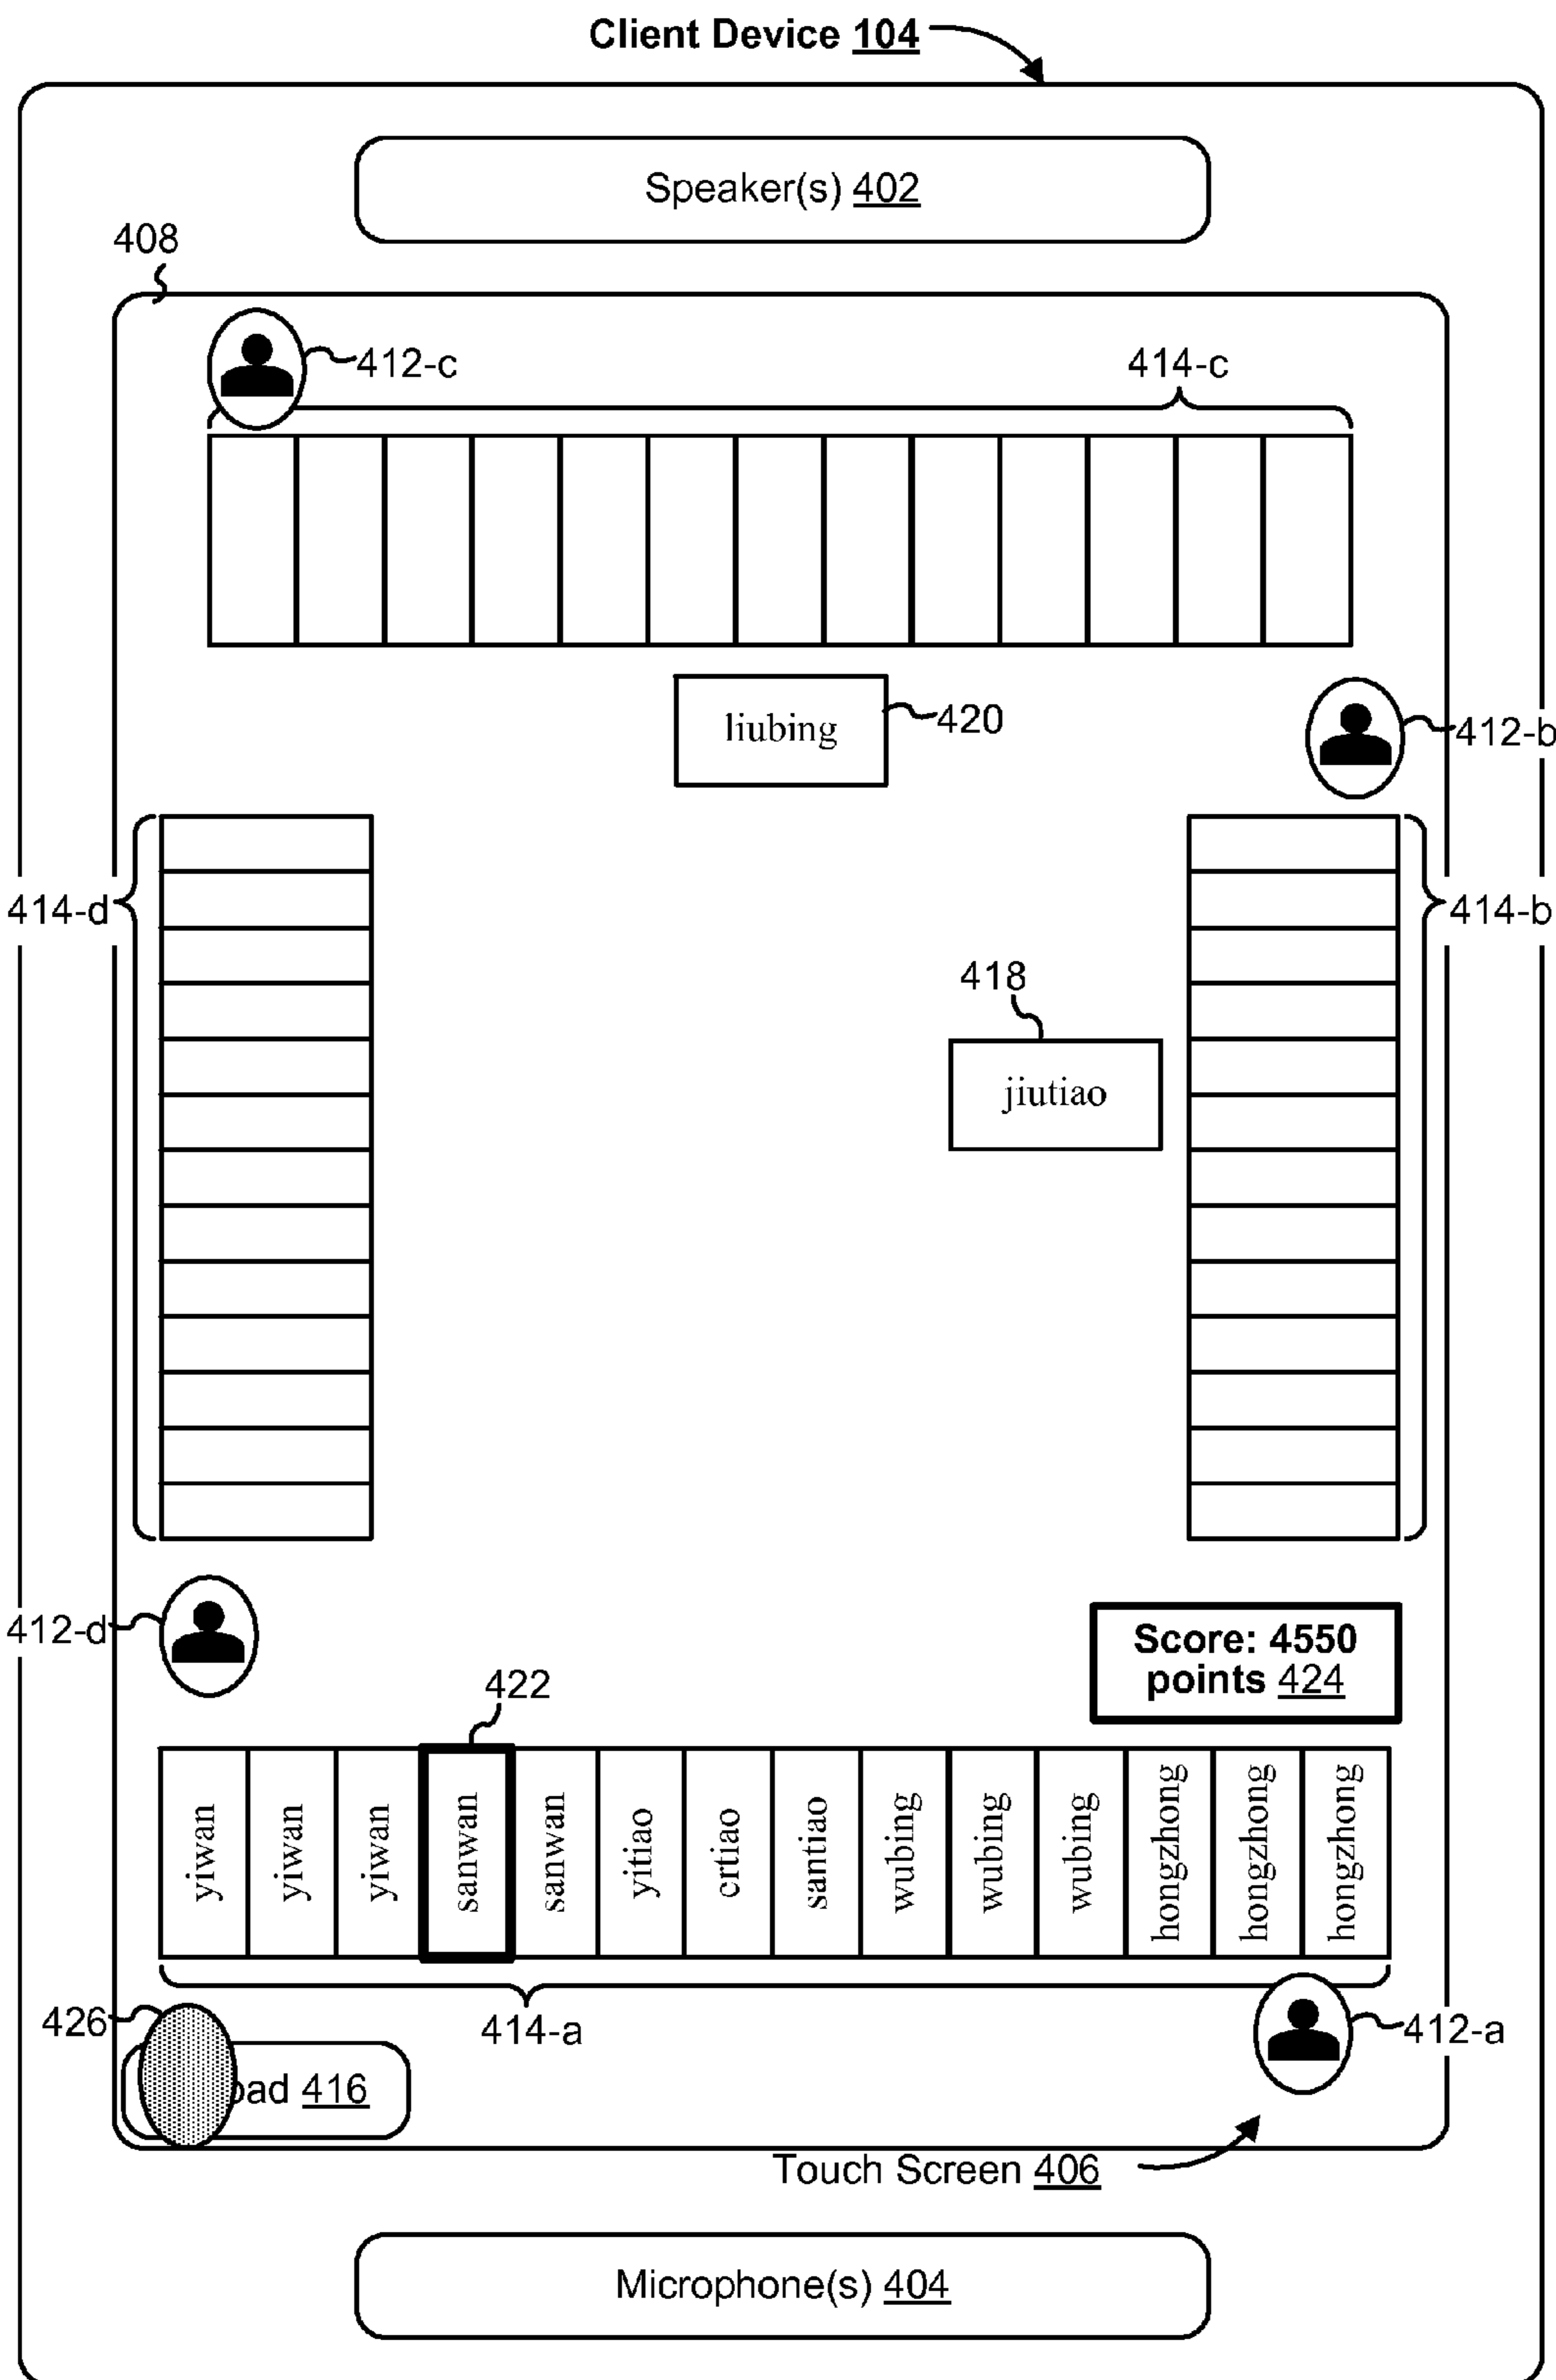 Client Device 104
Speaker(s) 402
408
412-c
414-c
liubing
420
412-b
414-d
414-b
418
jiutiao
412-d
Score: 4550
points 424
422
yiwan
yiwan
yiwan
sanwan
sanwan
yitiao
crtiao
santiao
wubing
wubing
wubing
hongzhong
hongzhong
hongzhong
426
414-a
412-a
416
Touch Screen 406
Microphone(s) 404